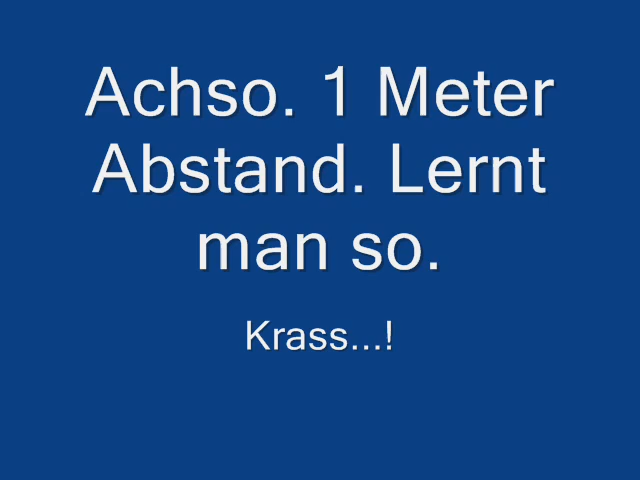 Achso. 1 Meter
Abstand. Lernt
man so.
Krass...!